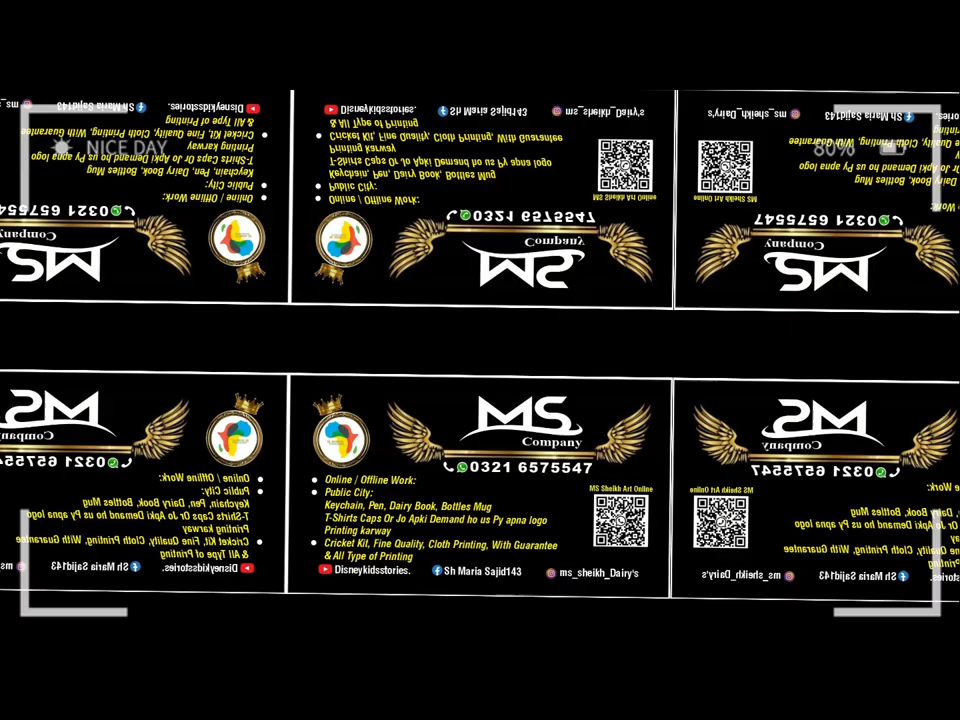 NICE DAY
80%
MS
Company
0321 6575547
Online / Offline Work:
Public City:
Keychain, Pen, Dairy Book, Bottles Mug
T-Shirts Caps Or Jo Apki Demand ho us Py apna logo
Printing karway
Cricket Kit, Fine Quality, Cloth Printing, With Guarantee
& All Type of Printing
MS Sheikh Art Online
Disneykidsstories.
Sh Maria Sajid143
ms_sheikh_Dairy's